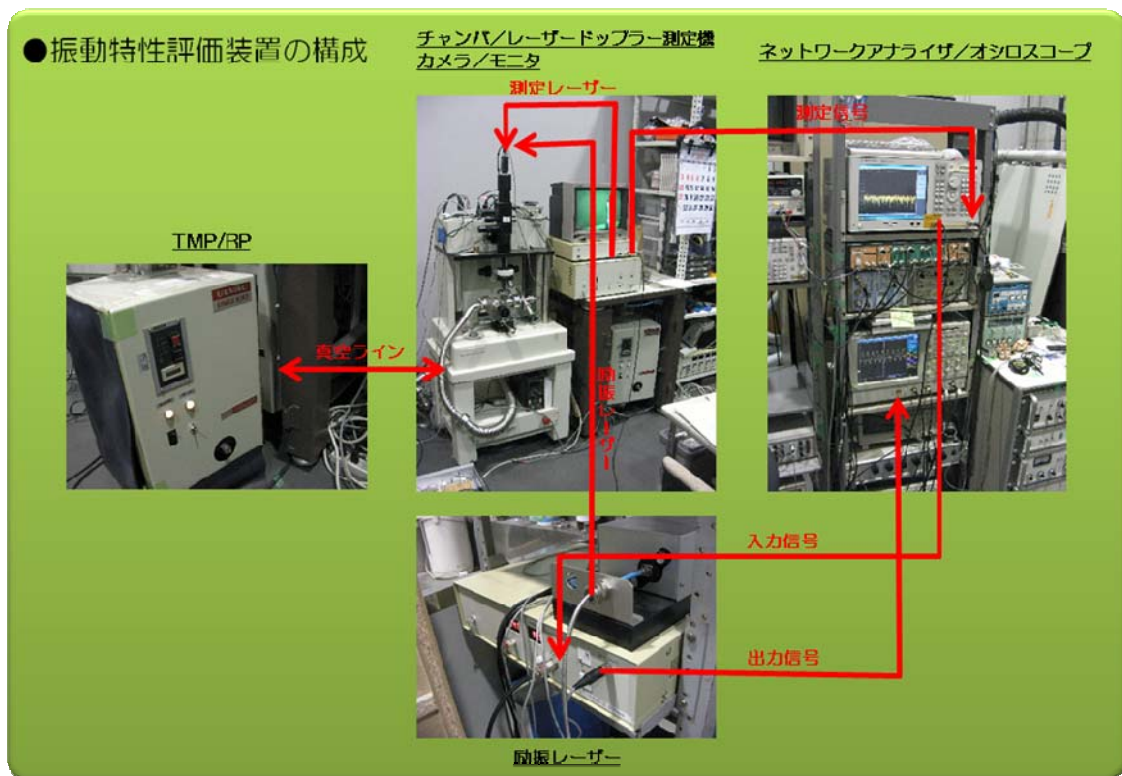 ●振動特性評価装置の構成
チャンバ/レーザードップラー測定機
カメラ/モニタ
ネットワークアナライザ/オシロスコープ
測定レーザー
測定信号
TMP/RP
真空ライン
励振レーザー
入力信号
出力信号
励振レーザー